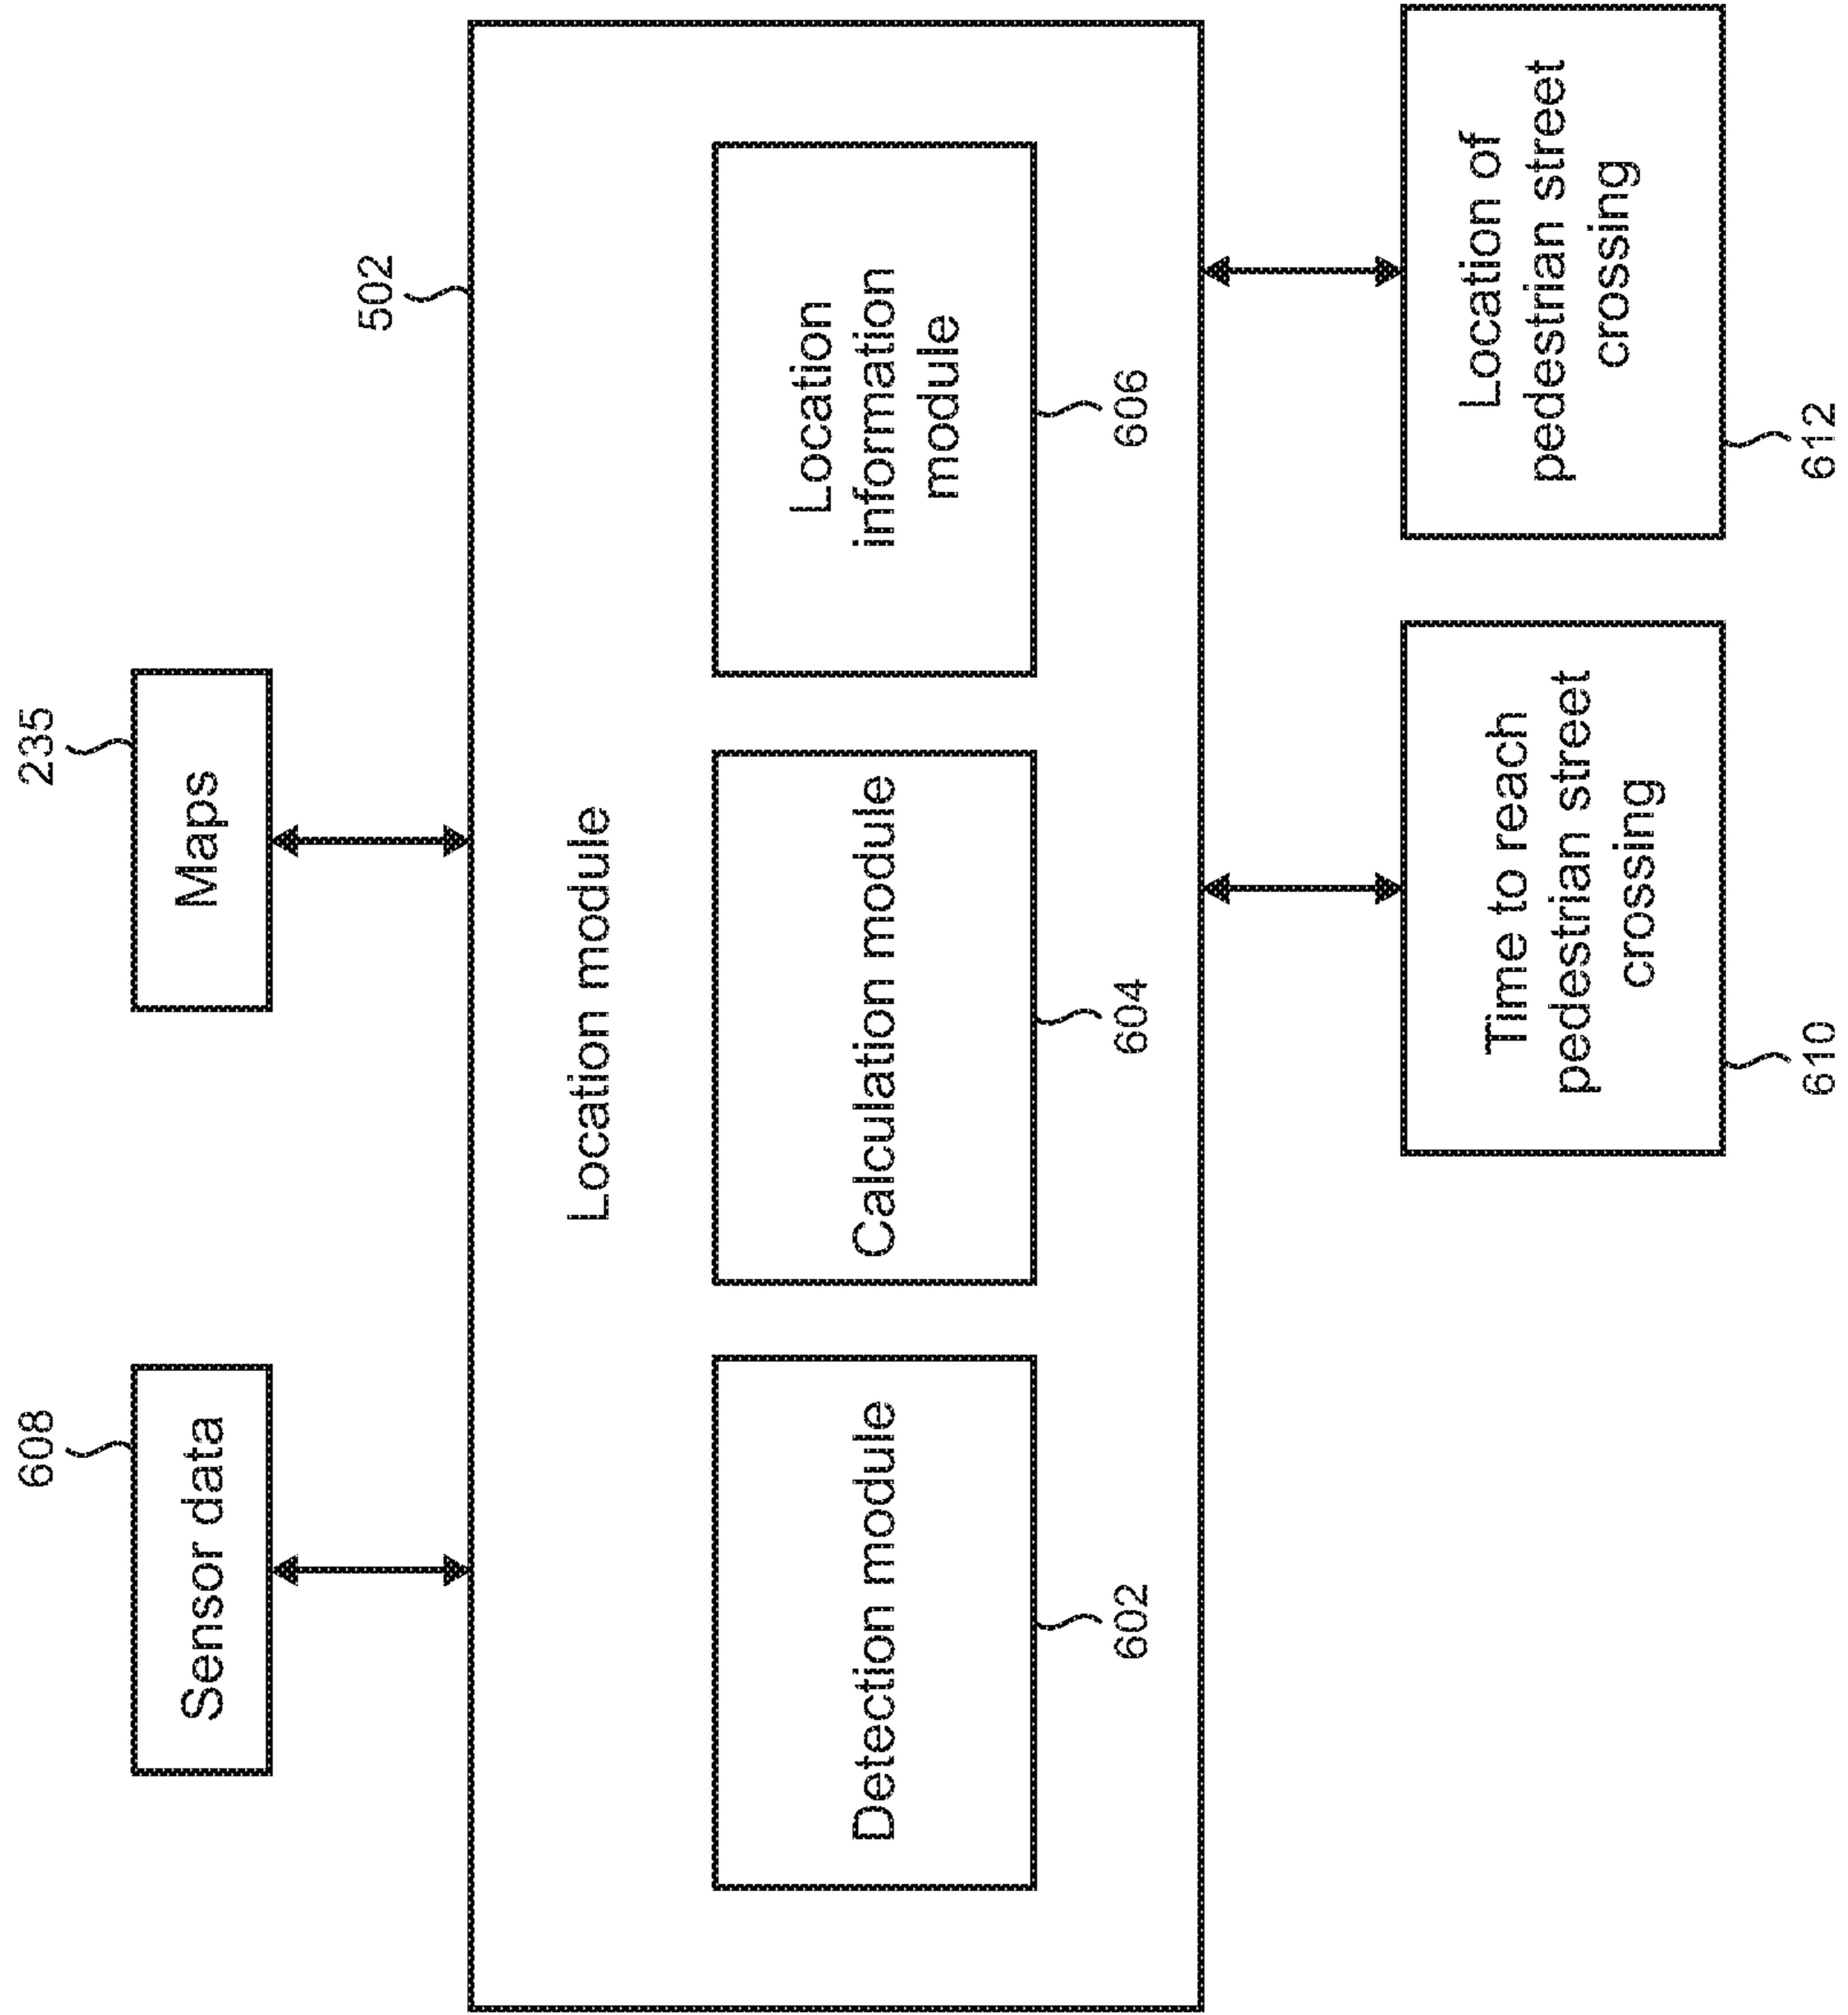 608
235
Sensor data
Maps
502
Location module
Detection module
Calculation module
Location
information
module
602
604
606
Time to reach
pedestrian street
crossing
Location of
pedestrian street
crossing
610
612